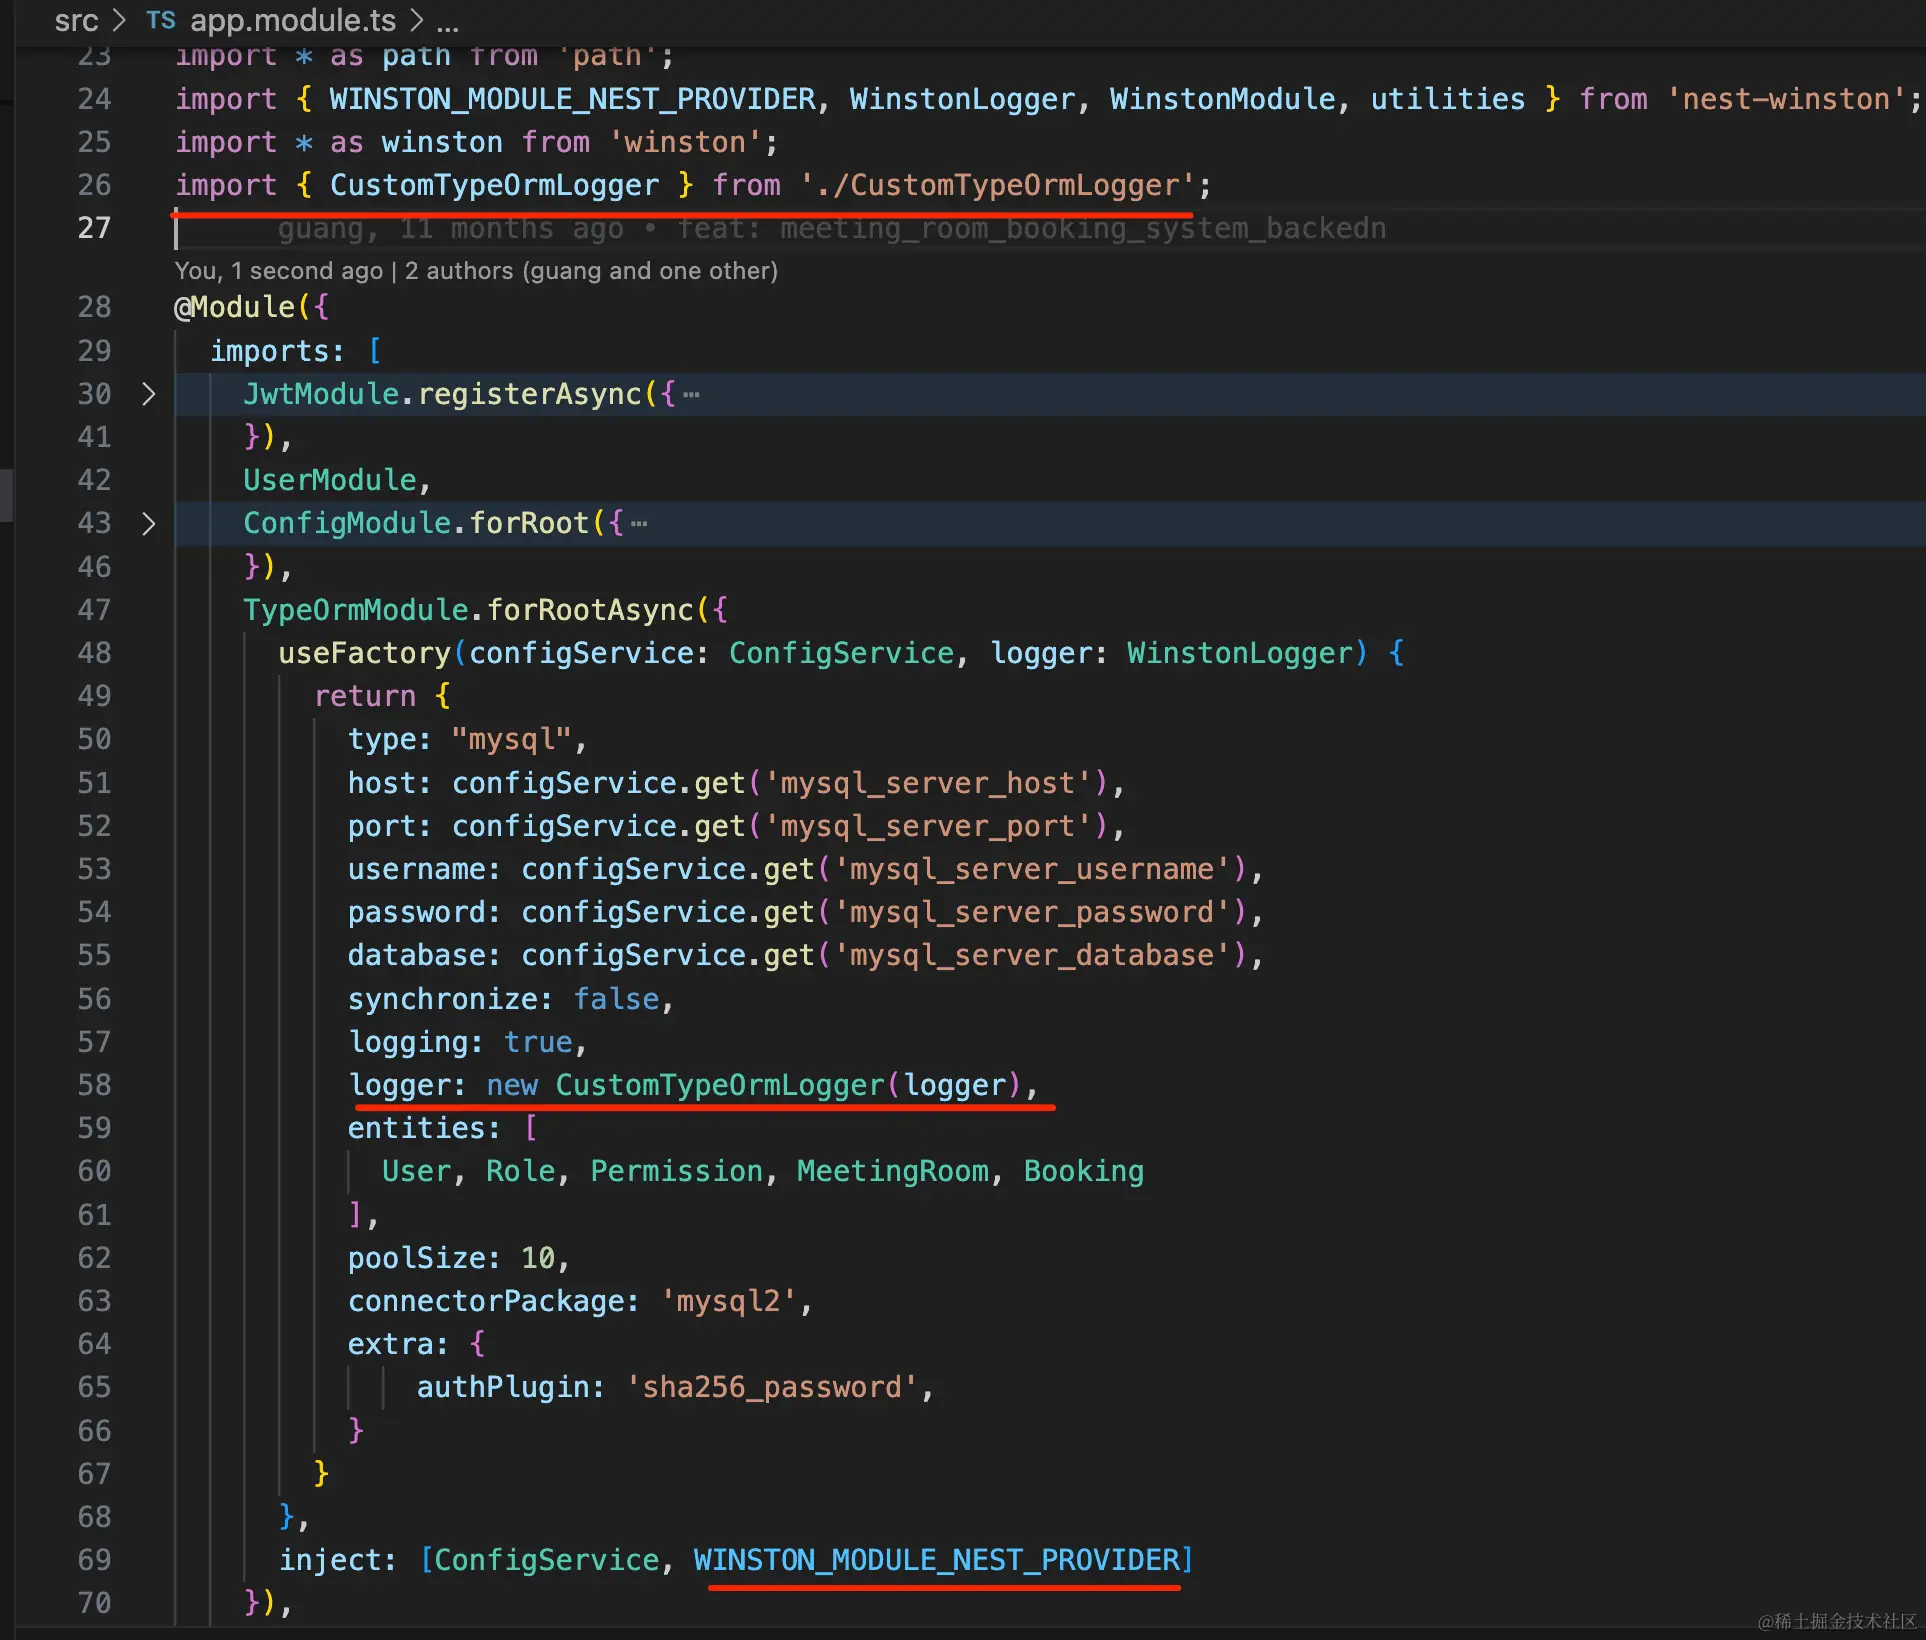 src > TS app.module.ts > ...
23 import * as path from 'path';
24 import { WINSTON_MODULE_NEST_PROVIDER, WinstonLogger, WinstonModule, utilities } from 'nest-winston';
25 import * as winston from 'winston';
26 import { CustomTypeOrmLogger } from './CustomTypeOrmLogger';
27 guang, 11 months ago • feat: meeting_room_booking_system_backedn
You, 1 second ago | 2 authors (guang and one other)
28 @Module({
29 imports: [
30 > JwtModule.registerAsync({ ⋯
41 }),
42 UserModule,
43 > ConfigModule.forRoot({ ⋯
46 }),
47 TypeOrmModule.forRootAsync({
48 useFactory(configService: ConfigService, logger: WinstonLogger) {
49 return {
50 type: "mysql",
51 host: configService.get('mysql_server_host'),
52 port: configService.get('mysql_server_port'),
53 username: configService.get('mysql_server_username'),
54 password: configService.get('mysql_server_password'),
55 database: configService.get('mysql_server_database'),
56 synchronize: false,
57 logging: true,
58 logger: new CustomTypeOrmLogger(logger),
59 entities: [
60 User, Role, Permission, MeetingRoom, Booking
61 ],
62 poolSize: 10,
63 connectorPackage: 'mysql2',
64 extra: {
65 authPlugin: 'sha256_password',
66 }
67 }
68 },
69 inject: [ConfigService, WINSTON_MODULE_NEST_PROVIDER]
70 }),
@稀土掘金技术社区